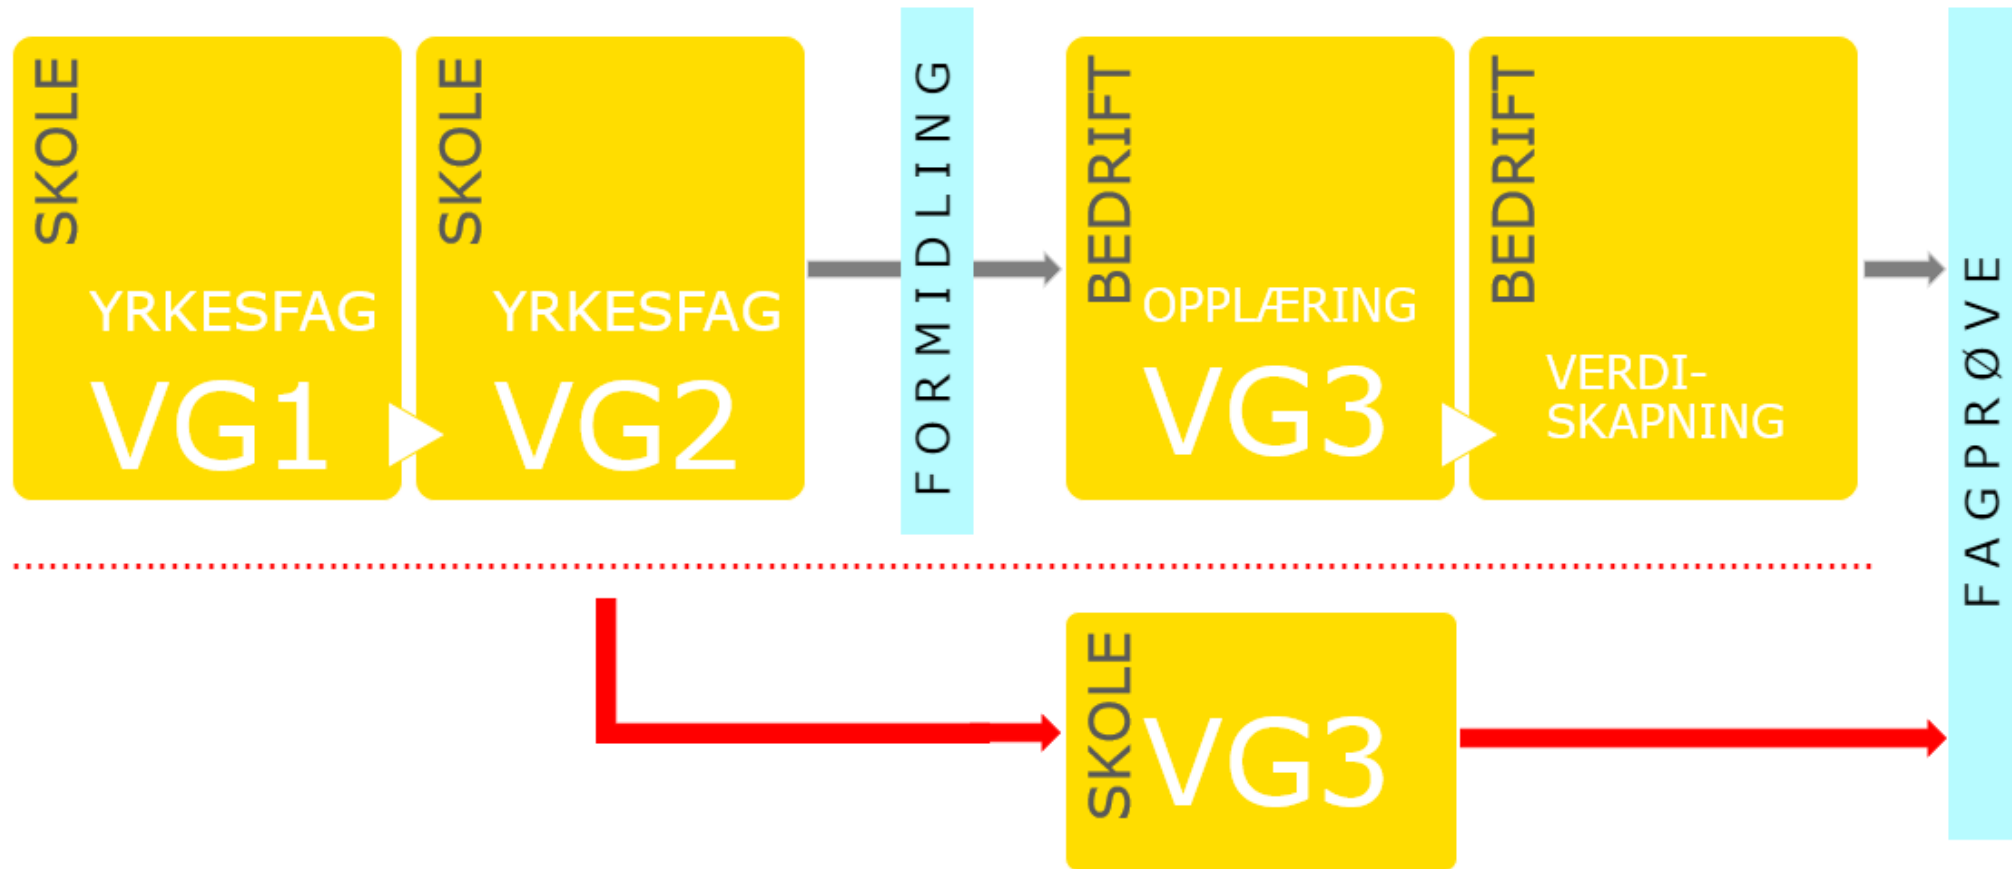 SKOLE
YRKESFAG
VG1
SKOLE
YRKESFAG
VG2
FORMIDLING
BEDRIFT
OPPLÆRING
VG3
BEDRIFT
VERDI-
SKAPNING
FAGPRØVE
SKOLE
VG3